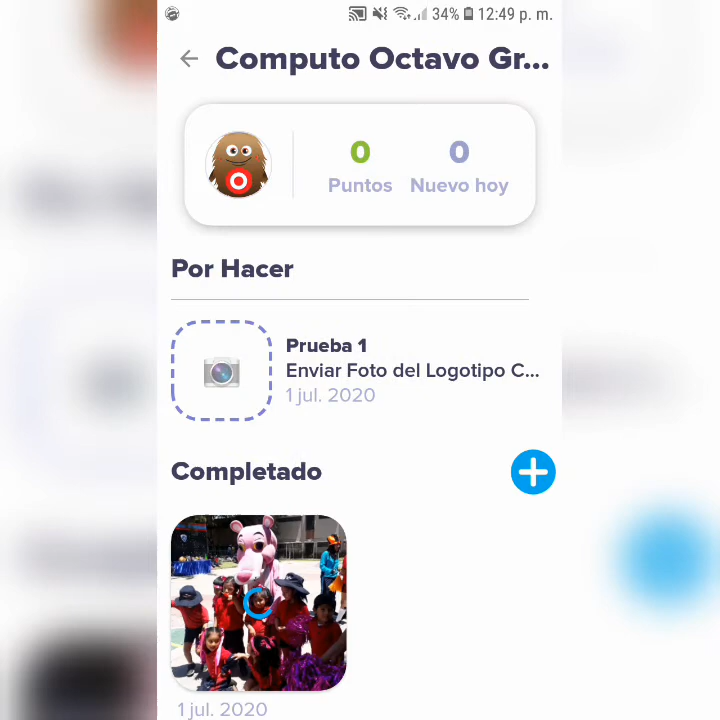 34% 12:49 p. m.
Computo Octavo Gr...
0
Puntos
0
Nuevo hoy
Por Hacer
Prueba 1
Enviar Foto del Logotipo C...
1 jul. 2020
Completado
1 jul. 2020